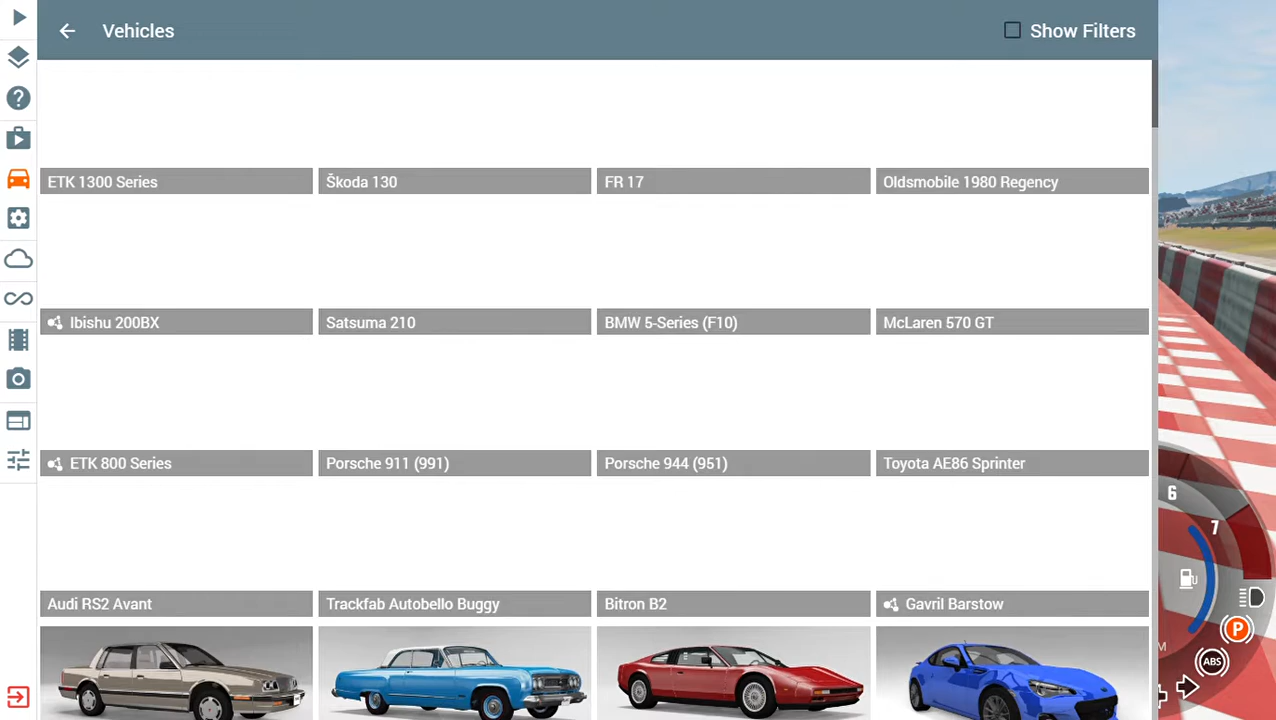 Vehicles
Show Filters
ETK 1300 Series
Škoda 130
FR 17
Oldsmobile 1980 Regency
Ibishu 200BX
Satsuma 210
BMW 5-Series (F10)
McLaren 570 GT
ETK 800 Series
Porsche 911 (991)
Porsche 944 (951)
Toyota AE86 Sprinter
Audi RS2 Avant
Trackfab Autobello Buggy
Bitron B2
Gavril Barstow
6
7
P
ABS
M